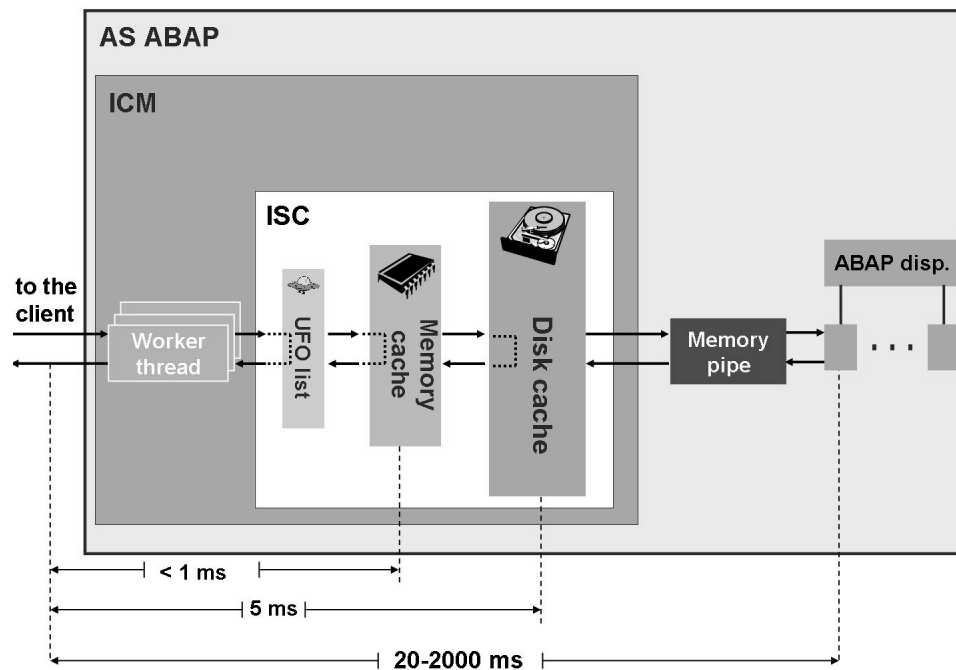 AS ABAP
ICM
ISC
to the
client
Worker
thread
UFO list
Memory
cache
Disk cache
Memory
pipe
ABAP disp.
. . .
< 1 ms
5 ms
20-2000 ms